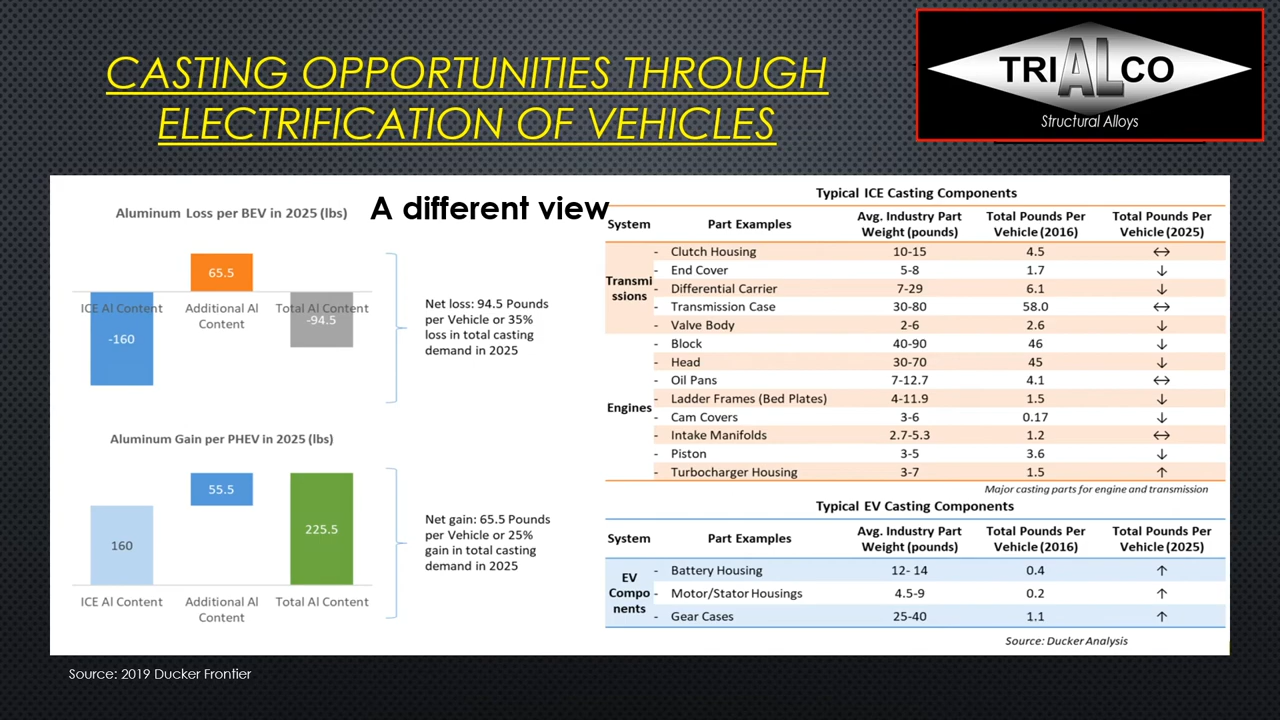 CASTING OPPORTUNITIES THROUGH
ELECTRIFICATION OF VEHICLES
TRIALCO
Structural Alloys
A different view
Aluminum Loss per BEV in 2025 (lbs)
65.5
ICE Al Content Additional Al Total Al Content
Content
-94.5
-160
Net loss: 94.5 Pounds
per Vehicle or 35%
loss in total casting
demand in 2025
Aluminum Gain per PHEV in 2025 (lbs)
55.5
225.5
160
ICE Al Content Additional Al Total Al Content
Content
Net gain: 65.5 Pounds
per Vehicle or 25%
gain in total casting
demand in 2025
Typical ICE Casting Components
System Part Examples Avg. Industry Part Total Pounds Per Total Pounds Per
Weight (pounds) Vehicle (2016) Vehicle (2025)
Transmi
ssions
- Clutch Housing 10-15 4.5 ↔
- End Cover 5-8 1.7 ↓
- Differential Carrier 7-29 6.1 ↓
- Transmission Case 30-80 58.0 ↔
- Valve Body 2-6 2.6 ↓
Engines
- Block 40-90 46 ↓
- Head 30-70 45 ↓
- Oil Pans 7-12.7 4.1 ↔
- Ladder Frames (Bed Plates) 4-11.9 1.5 ↓
- Cam Covers 3-6 0.17 ↓
- Intake Manifolds 2.7-5.3 1.2 ↔
- Piston 3-5 3.6 ↓
- Turbocharger Housing 3-7 1.5 ↑
Major casting parts for engine and transmission
Typical EV Casting Components
System Part Examples Avg. Industry Part Total Pounds Per Total Pounds Per
Weight (pounds) Vehicle (2016) Vehicle (2025)
EV
Compo
nents
- Battery Housing 12- 14 0.4 ↑
- Motor/Stator Housings 4.5-9 0.2 ↑
- Gear Cases 25-40 1.1 ↑
Source: Ducker Analysis
Source: 2019 Ducker Frontier